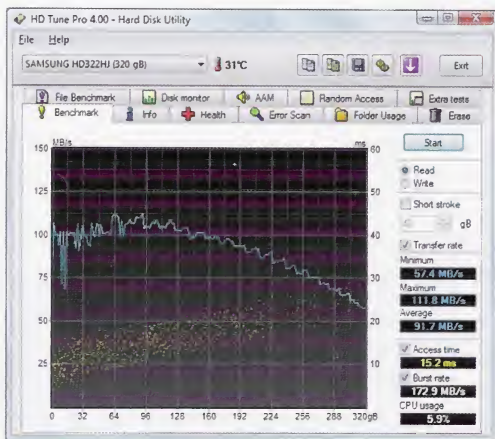 HD Tune Pro 4.00 - Hard Disk Utility
File Help
SAMSUNG HD322HJ (320 gB)
31°C
Exit
File Benchmark
Disk monitor
AAM
Random Access
Extra tests
Benchmark
Info
Health
Error Scan
Folder Usage
Erase
MB/s
ms
150
125
100
75
50
25
60
50
40
30
20
10
0 32 64 96 128 160 192 224 256 288 320gB
Start
Read
Write
Short stroke
gB
Transfer rate
Minimum
57.4 MB/s
Maximum
111.8 MB/s
Average
91.7 MB/s
Access time
15.2 ms
Burst rate
172.9 MB/s
CPU usage
5.9%